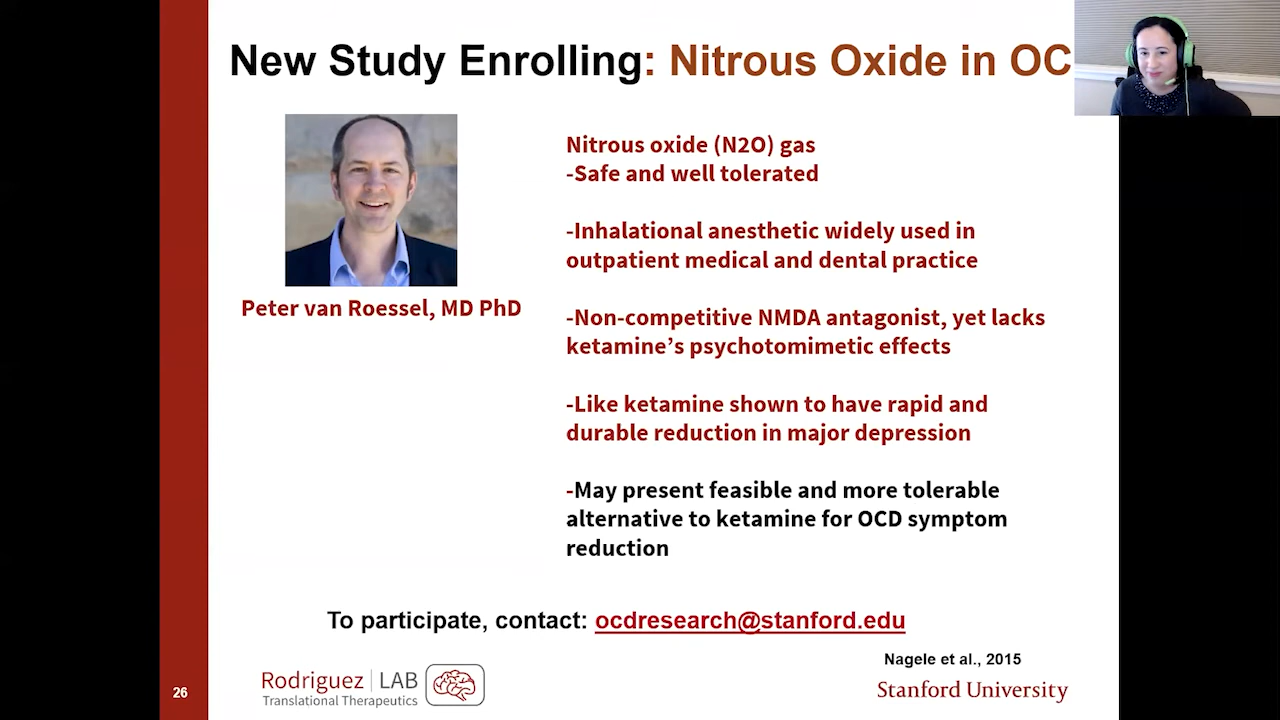 New Study Enrolling: Nitrous Oxide in OC
Peter van Roessel, MD PhD
Nitrous oxide (N2O) gas
-Safe and well tolerated
-Inhalational anesthetic widely used in
outpatient medical and dental practice
-Non-competitive NMDA antagonist, yet lacks
ketamine’s psychotomimetic effects
-Like ketamine shown to have rapid and
durable reduction in major depression
-May present feasible and more tolerable
alternative to ketamine for OCD symptom
reduction
To participate, contact: ocdresearch@stanford.edu
Nagele et al., 2015
26
Rodriguez | LAB
Translational Therapeutics
Stanford University